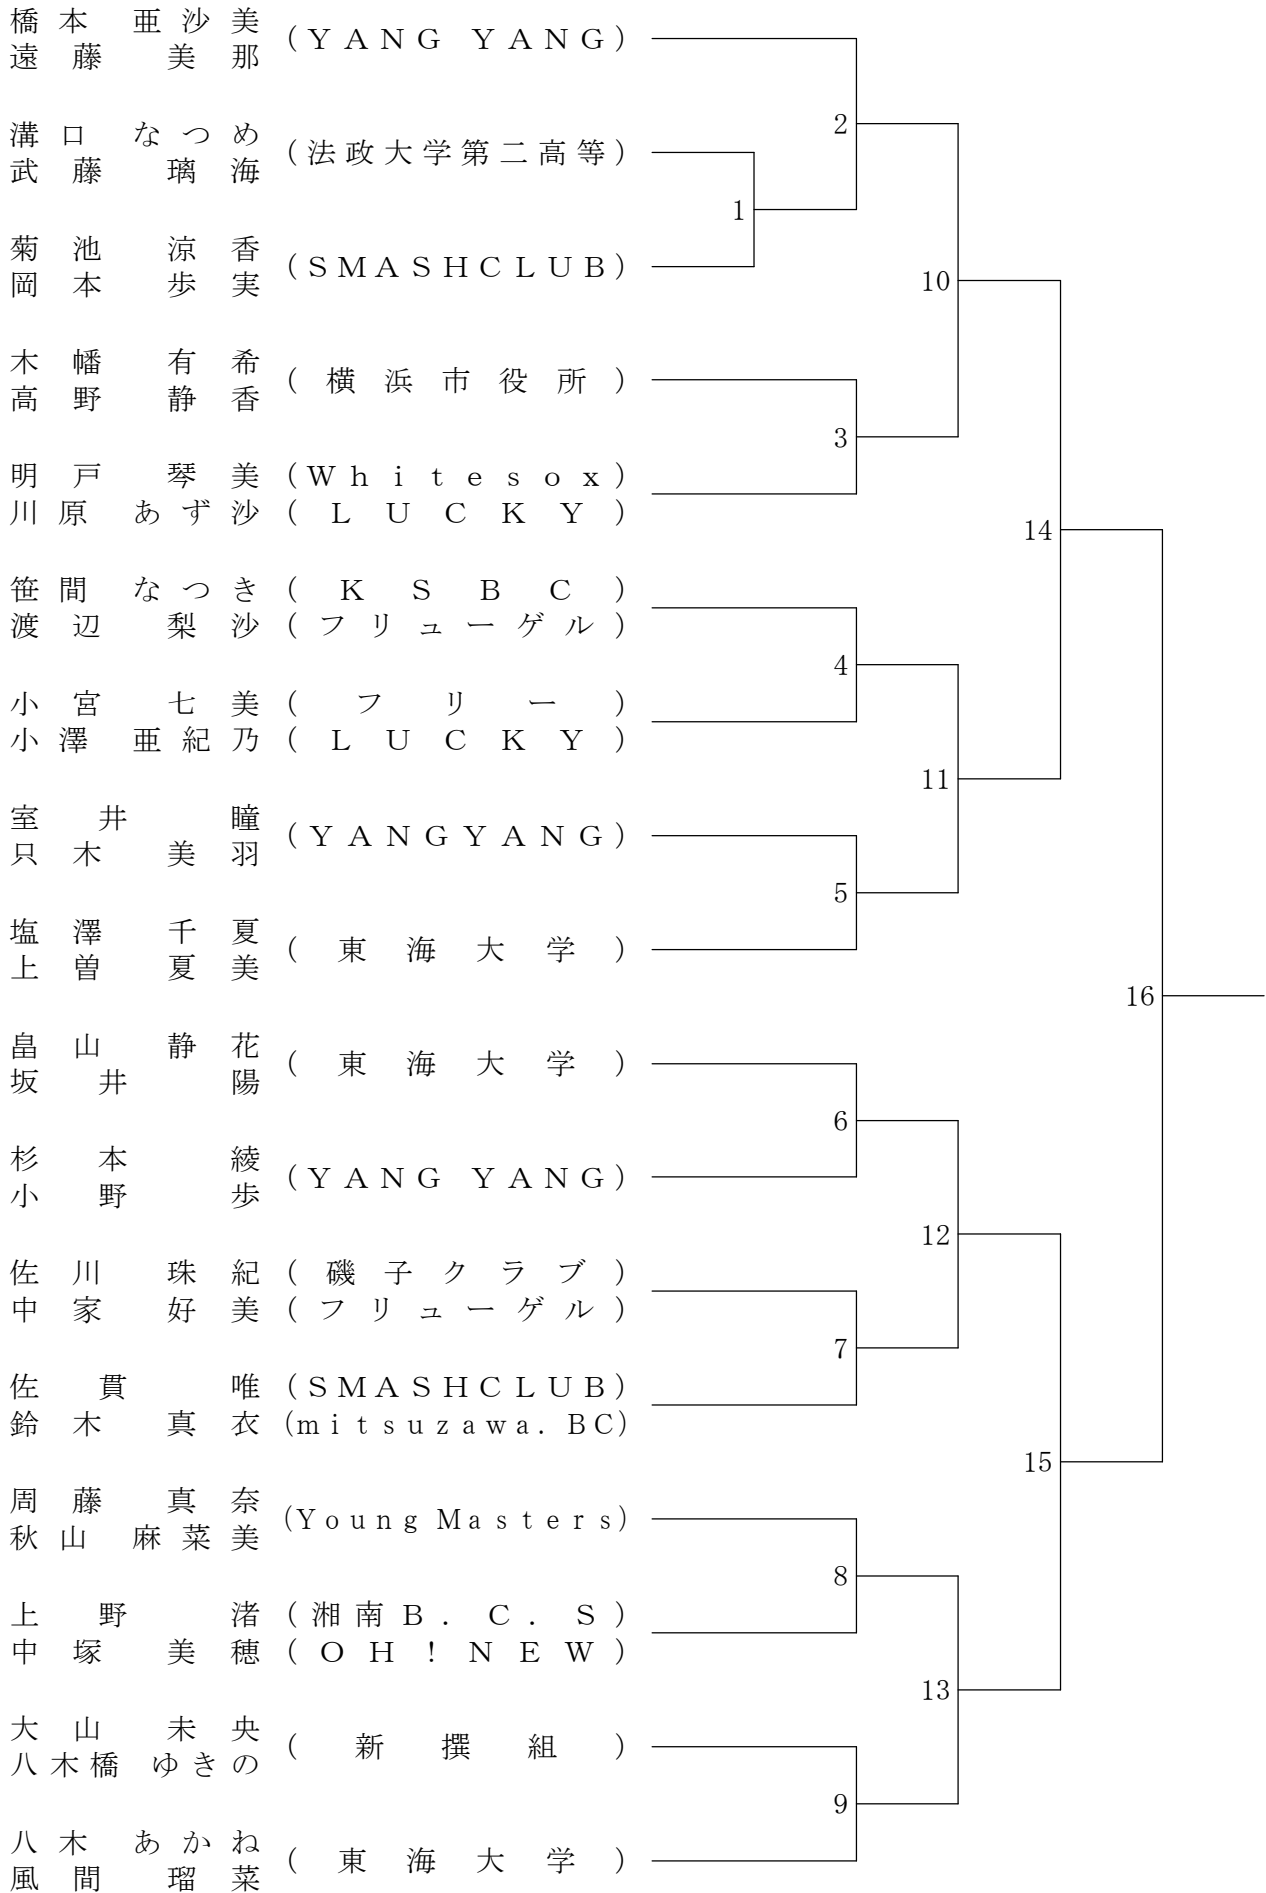 橋本 亜沙美 (YANG YANG)
遠藤 美那
2
溝口 なつめ (法政大学第二高等)
武藤 璃海
1
菊池 涼香 (SMASHCLUB)
岡本 歩実
10
木幡 有希 (横浜市役所)
高野 静香
3
明戸 琴美 (Whitesox)
川原 あず沙 (LUCKY)
14
笹間 なつき (KSBC)
渡辺 梨沙 (フリューゲル)
4
小宮 七美 (フリー)
小澤 亜紀乃 (LUCKY)
11
室井 瞳 (YANGYANG)
只木 美羽
5
塩澤 千夏 (東海大学)
上曽 夏美
16
畠山 静花 (東海大学)
坂井 陽
6
杉本 綾 (YANG YANG)
小野 歩
12
佐川 珠紀 (磯子クラブ)
中家 好美 (フリューゲル)
7
佐貫 唯 (SMASHCLUB)
鈴木 真衣 (mitsuzawa. BC)
15
周藤 真奈 (Young Masters)
秋山 麻菜美
8
上野 渚 (湘南B. C. S)
中塚 美穂 (OH!NEW)
13
大山 未央 (新撰組)
八木橋 ゆきの
9
八木 あかね (東海大学)
風間 瑠菜